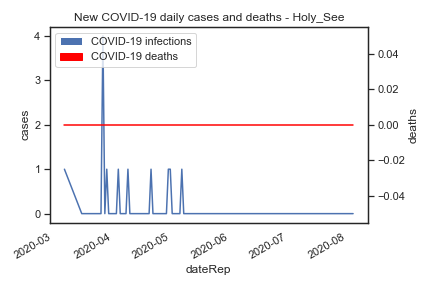 New COVID-19 daily cases and deaths - Holy_See
COVID-19 infections
COVID-19 deaths
4
3
2
1
0
cases
0.04
0.02
0.00
−0.02
−0.04
deaths
2020-03
2020-04
2020-05
2020-06
2020-07
2020-08
dateRep